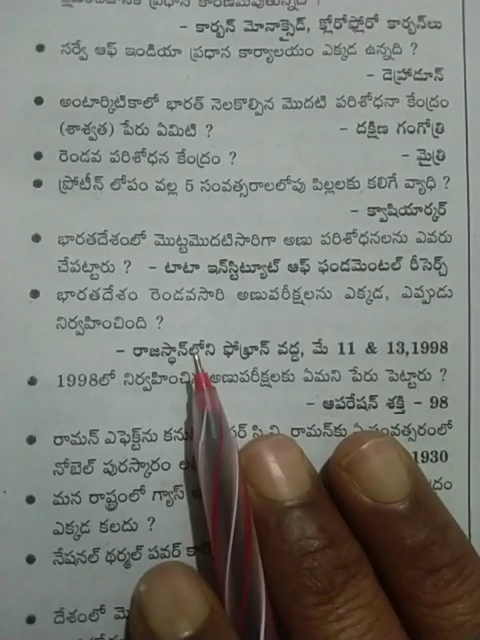 - కార్బన్ మోనాక్సైడ్, క్లోరోఫ్లోరో కార్బన్‌లు
• సర్వే ఆఫ్ ఇండియా ప్రధాన కార్యాలయం ఎక్కడ ఉన్నది ?
- డెహ్రాడూన్
• అంటార్కిటికాలో భారత్ నెలకొల్పిన మొదటి పరిశోధనా కేంద్రం
(శాశ్వత) పేరు ఏమిటి ? - దక్షిణ గంగోత్రి
• రెండవ పరిశోధన కేంద్రం ? - మైత్రి
• ప్రోటీన్ లోపం వల్ల 5 సంవత్సరాలలోపు పిల్లలకు కలిగే వ్యాధి ?
- క్వాషియార్కర్
• భారతదేశంలో మొట్టమొదటిసారిగా అణు పరిశోధనలను ఎవరు
చేపట్టారు ? - టాటా ఇన్‌స్టిట్యూట్ ఆఫ్ ఫండమెంటల్ రీసెర్చ్
• భారతదేశం రెండవసారి అణుపరీక్షలను ఎక్కడ, ఎప్పుడు
నిర్వహించింది ?
- రాజస్థాన్‌లోని ఫోఖ్రాన్ వద్ద, మే 11 & 13,1998
• 1998లో నిర్వహించిన అణుపరీక్షలకు ఏమని పేరు పెట్టారు ?
- ఆపరేషన్ శక్తి - 98
• రామన్ ఎఫెక్ట్‌ను సి.వి. రామన్‌కు ఏ సంవత్సరంలో
నోబెల్ పురస్కారం 1930
• మన రాష్ట్రంలో గ్యాస్
ఎక్కడ కలదు ?
• నేషనల్ థర్మల్ పవర్
• దేశంలో